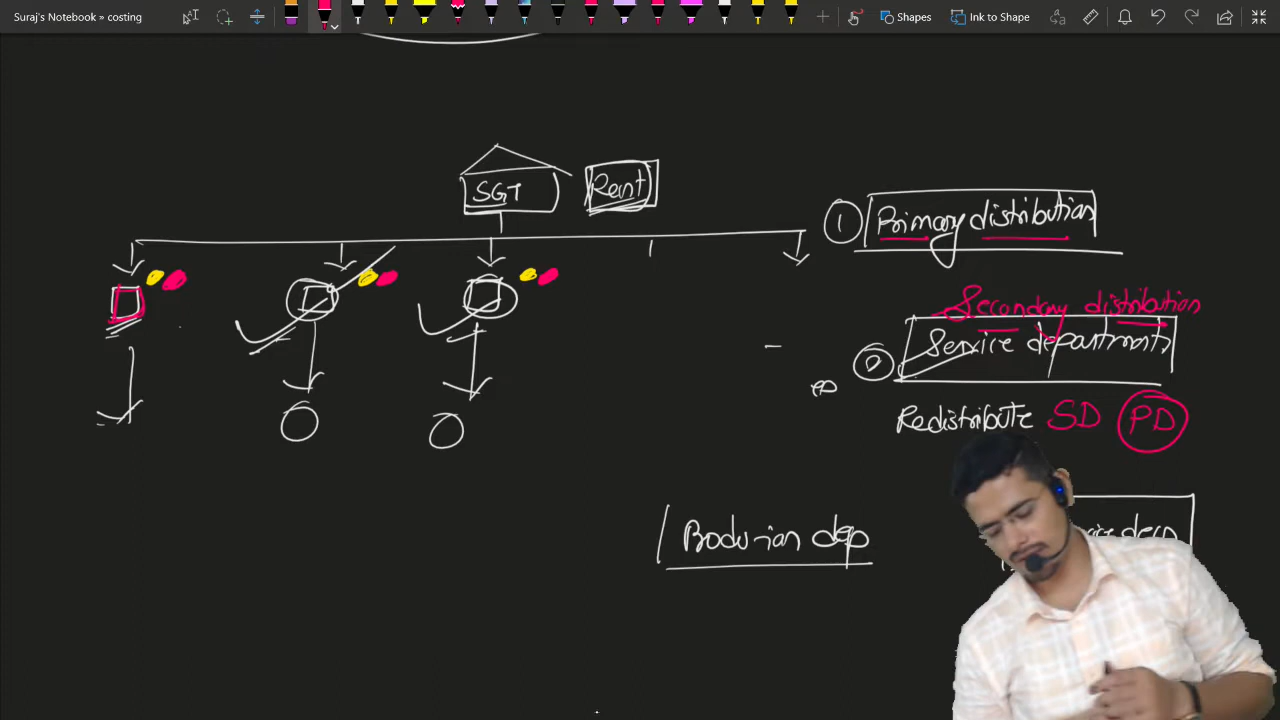 Suraj's Notebook » costing
Shapes
Ink to Shape
SGT
Rent
1 Primary distribution
Secondary distribution
2 Service departments
Redistribute SD PD
dep